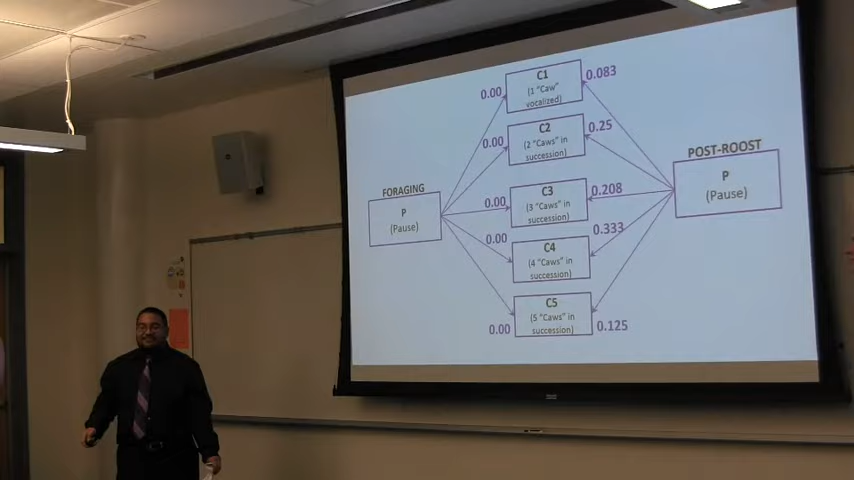 C1
(1 "Caw"
vocalized)
0.00
0.083
C2
(2 "Caws" in
succession)
0.00
0.25
POST-ROOST
P
(Pause)
FORAGING
P
(Pause)
C3
(3 "Caws" in
succession)
0.00
0.208
C4
(4 "Caws" in
succession)
0.00
0.333
C5
(5 "Caws" in
succession)
0.00
0.125